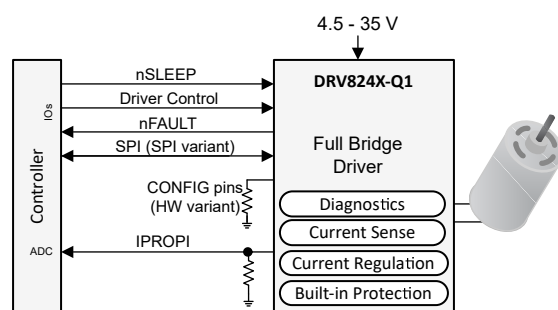 4.5 - 35 V
DRV824X-Q1
nSLEEP
IOs
Driver Control
nFAULT
SPI (SPI variant)
Full Bridge
Driver
Controller
CONFIG pins
(HW variant)
Diagnostics
Current Sense
ADC
IPROPI
Current Regulation
Built-in Protection